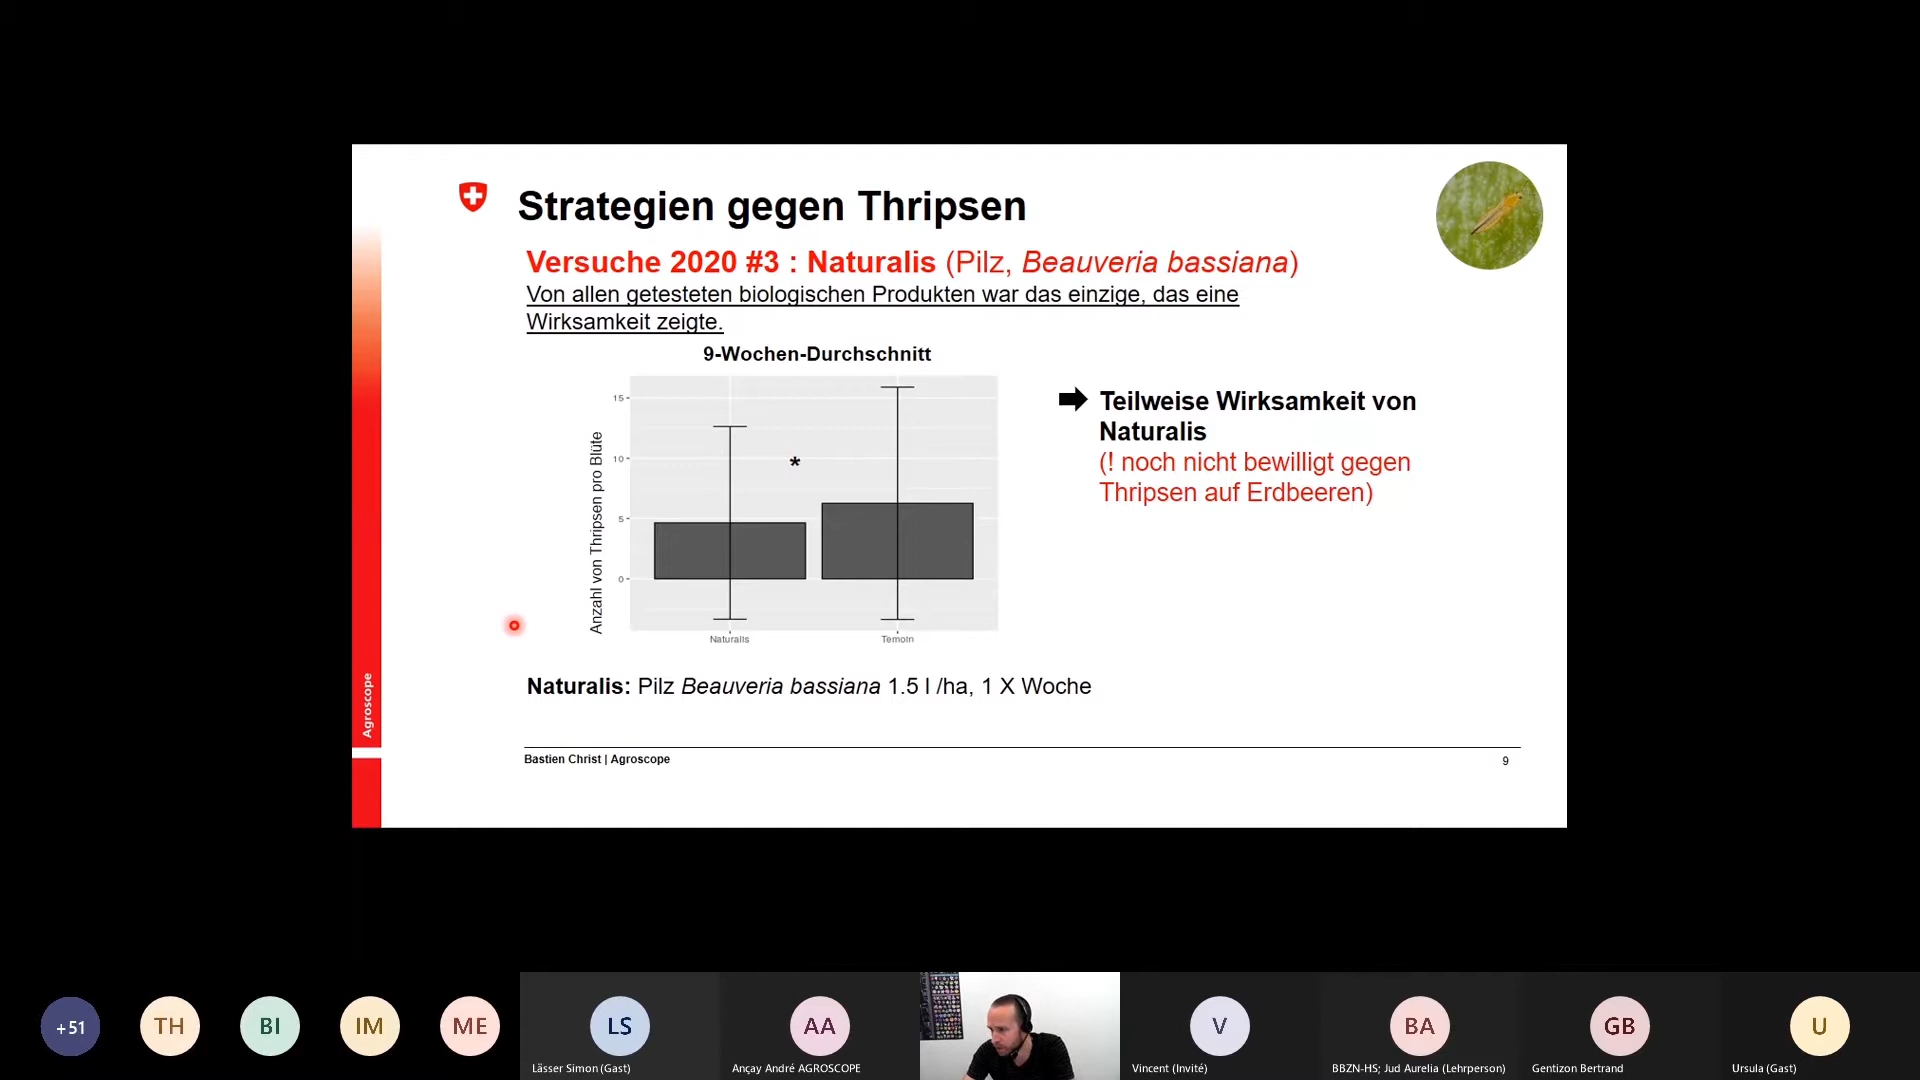 Strategien gegen Thripsen
Versuche 2020 #3 : Naturalis (Pilz, Beauveria bassiana)
Von allen getesteten biologischen Produkten war das einzige, das eine
Wirksamkeit zeigte.
9-Wochen-Durchschnitt
Anzahl von Thripsen pro Blüte
15
10
5
0
*
Naturalis
Temoin
Teilweise Wirksamkeit von
Naturalis
(! noch nicht bewilligt gegen
Thripsen auf Erdbeeren)
Naturalis: Pilz Beauveria bassiana 1.5 l /ha, 1 X Woche
Agroscope
Bastien Christ | Agroscope
9
+51
TH
BI
IM
ME
LS
AA
V
BA
GB
U
Lässer Simon (Gast)
Ançay André AGROSCOPE
Vincent (Invité)
BBZN-HS; Jud Aurelia (Lehrperson)
Gentizon Bertrand
Ursula (Gast)